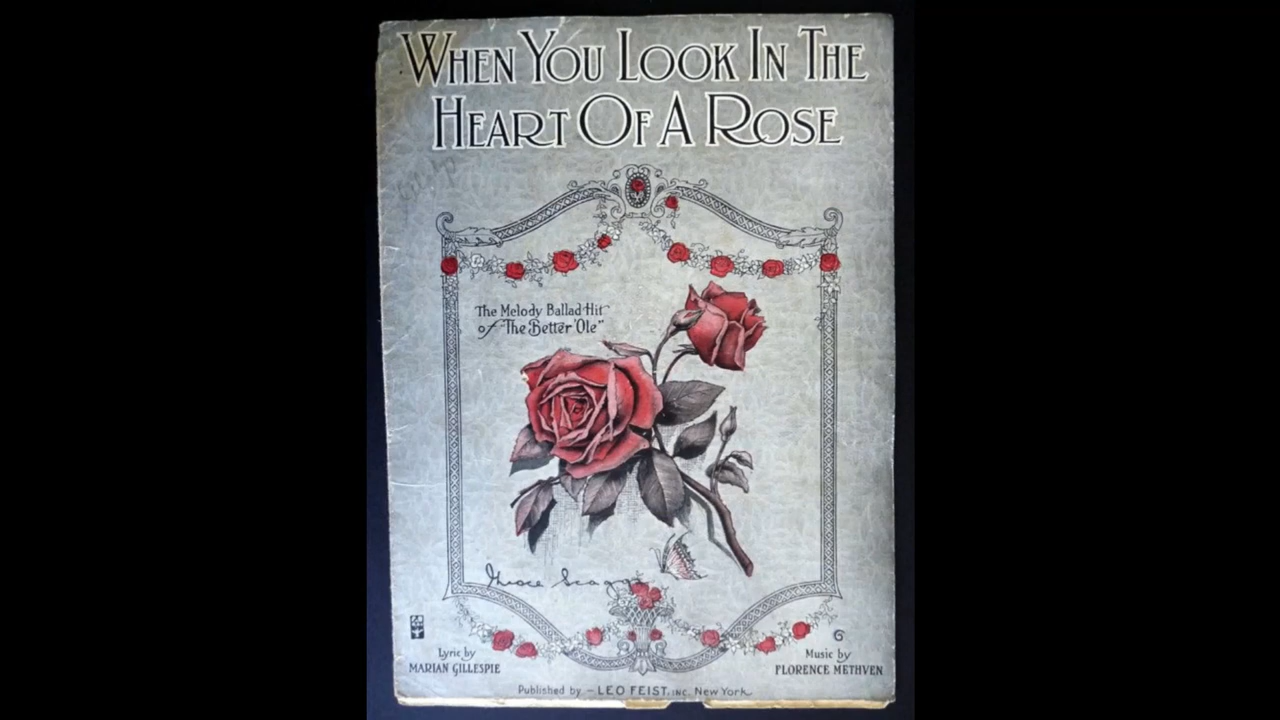 WHEN YOU LOOK IN THE
HEART OF A ROSE
The Melody Ballad Hit
of "The Better 'Ole"
Grace
Lyric by
MARIAN GILLESPIE
Music by
FLORENCE METHVEN
Published by - LEO FEIST, INC. New York